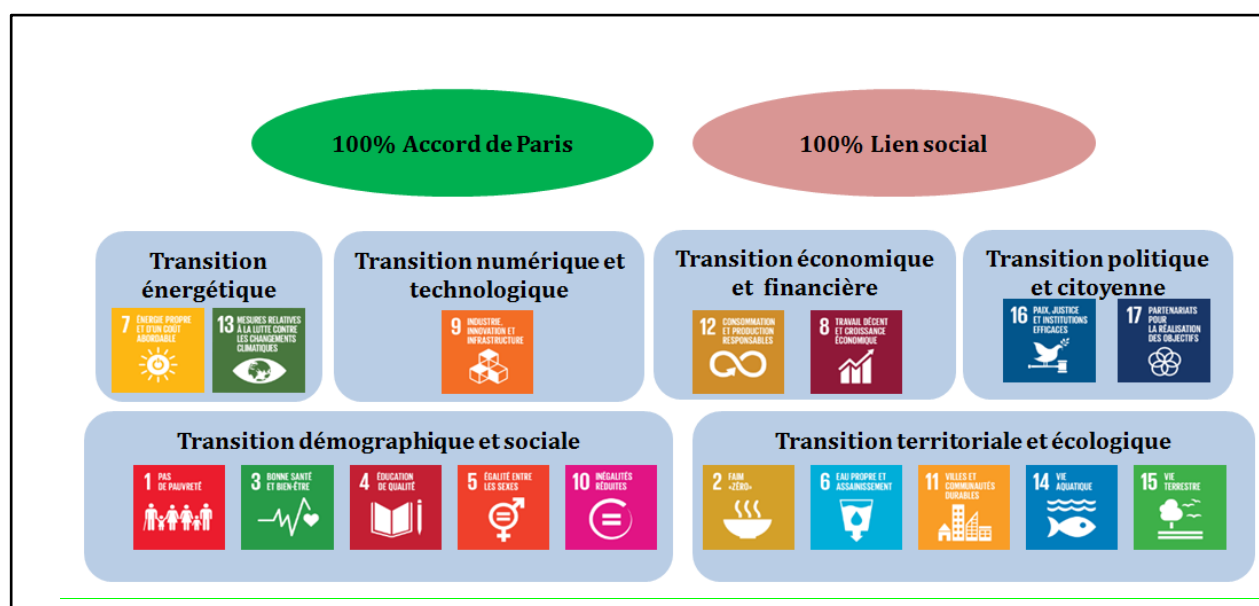 100% Accord de Paris
100% Lien social
Transition
énergétique
7 ÉNERGIE PROPRE
ET D'UN COÛT
ABORDABLE
13 MESURES RELATIVES
À LA LUTTE CONTRE
LES CHANGEMENTS
CLIMATIQUES
Transition numérique et
technologique
9 INDUSTRIE,
INNOVATION ET
INFRASTRUCTURE
Transition économique
et financière
12 CONSOMMATION
ET PRODUCTION
RESPONSABLES
8 TRAVAIL DÉCENT
ET CROISSANCE
ÉCONOMIQUE
Transition politique
et citoyenne
16 PAIX, JUSTICE
ET INSTITUTIONS
EFFICACES
17 PARTENARIATS
POUR
LA RÉALISATION
DES OBJECTIFS
Transition démographique et sociale
1 PAS
DE PAUVRETÉ
3 BONNE SANTÉ
ET BIEN-ÊTRE
4 ÉDUCATION
DE QUALITÉ
5 ÉGALITÉ ENTRE
LES SEXES
10 INÉGALITÉS
RÉDUITES
Transition territoriale et écologique
2 FAIM
«ZÉRO»
6 EAU PROPRE ET
ASSAINISSEMENT
11 VILLES ET
COMMUNAUTÉS
DURABLES
14 VIE
AQUATIQUE
15 VIE
TERRESTRE